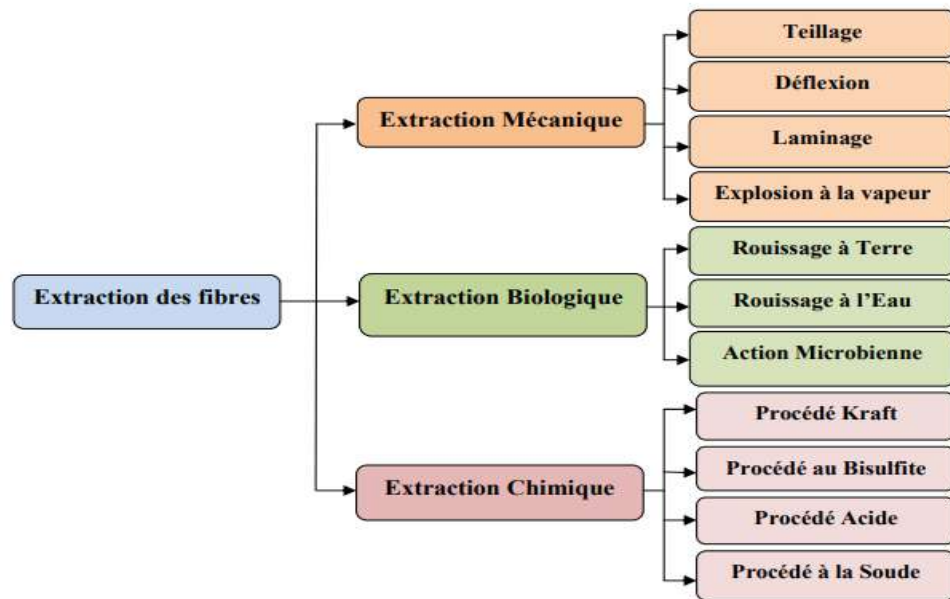 Extraction des fibres
Extraction Mécanique
Teillage
Déflexion
Laminage
Explosion à la vapeur
Extraction Biologique
Rouissage à Terre
Rouissage à l’Eau
Action Microbienne
Extraction Chimique
Procédé Kraft
Procédé au Bisulfite
Procédé Acide
Procédé à la Soude